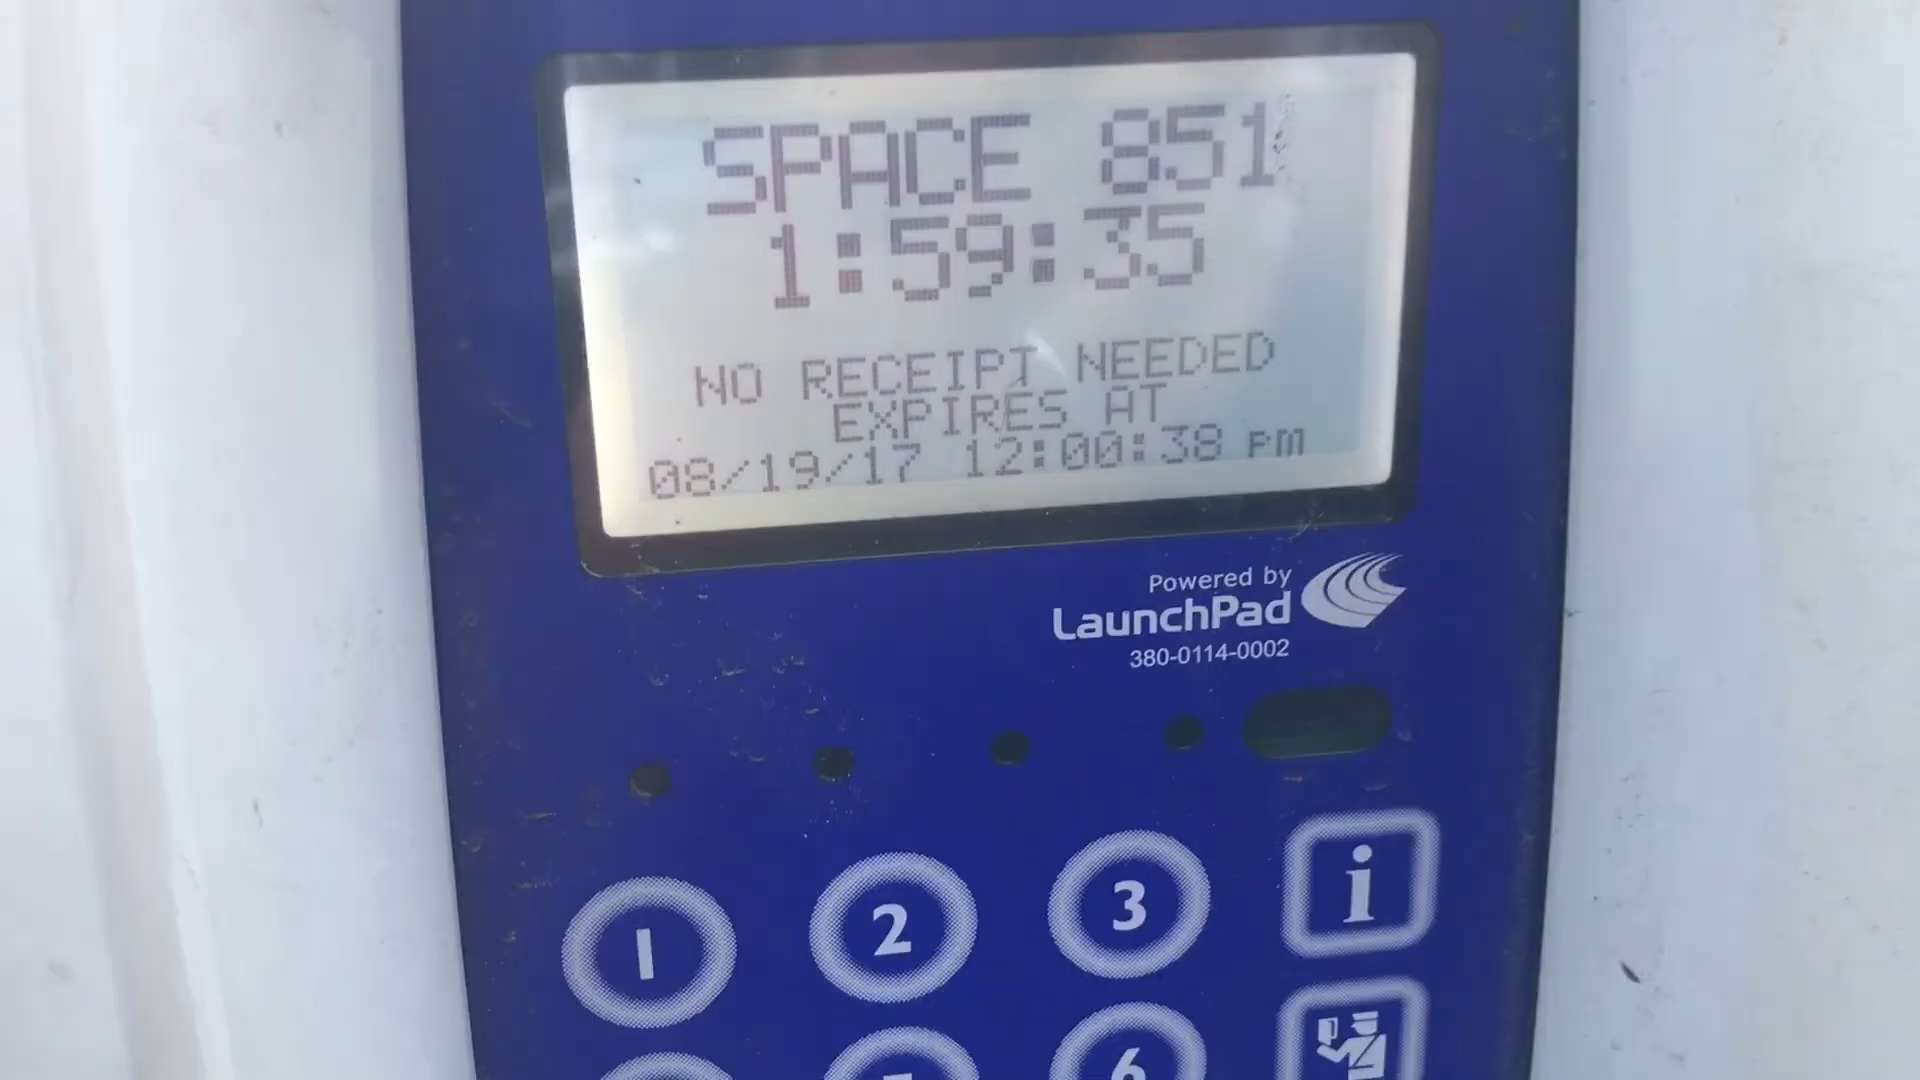 SPACE 851
1:59:35
NO RECEIPT NEEDED
EXPIRES AT
08/19/17 12:00:38 pm
Powered by
LaunchPad
380-0114-0002
1 2 3 i
6